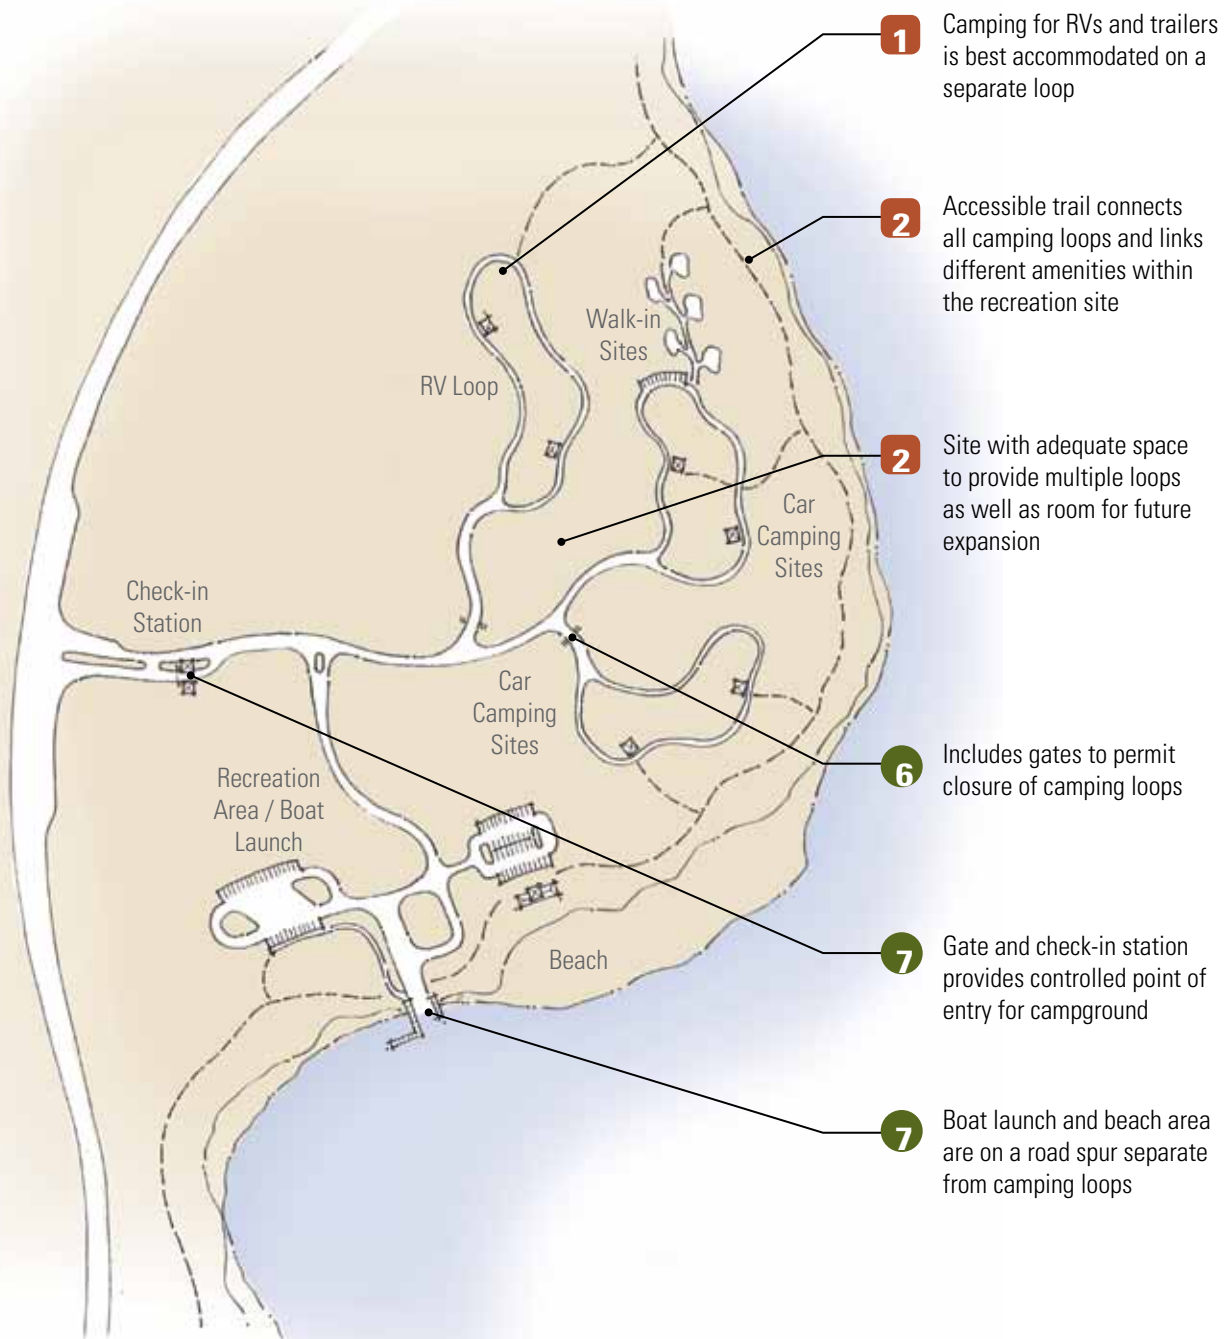 1
Camping for RVs and trailers
is best accommodated on a
separate loop
2
Accessible trail connects
all camping loops and links
different amenities within
the recreation site
Walk-in
Sites
RV Loop
2
Site with adequate space
to provide multiple loops
as well as room for future
expansion
Car
Camping
Sites
Check-in
Station
Car
Camping
Sites
6
Includes gates to permit
closure of camping loops
Recreation
Area / Boat
Launch
Beach
7
Gate and check-in station
provides controlled point of
entry for campground
7
Boat launch and beach area
are on a road spur separate
from camping loops